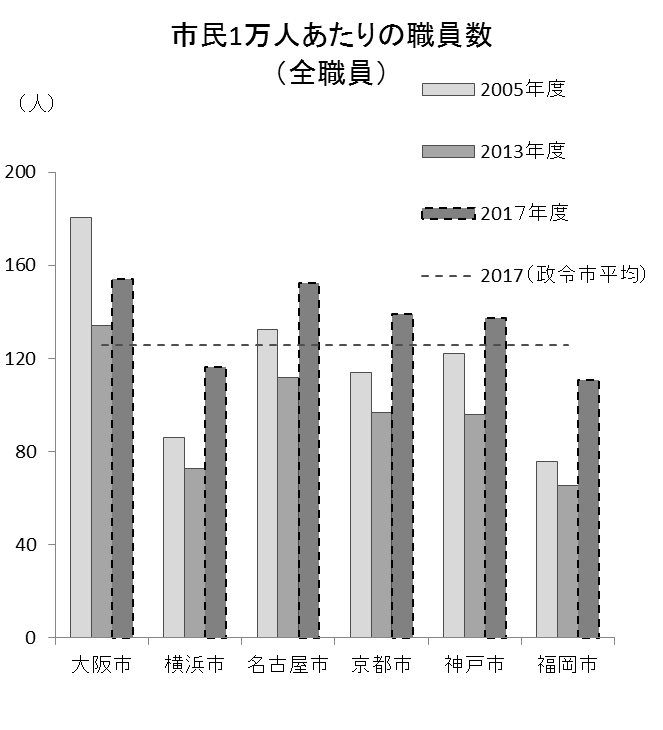 市民1万人あたりの職員数
（全職員）
（人）
2005年度
2013年度
2017年度
2017（政令市平均）
200
160
120
80
40
0
大阪市 横浜市 名古屋市 京都市 神戸市 福岡市